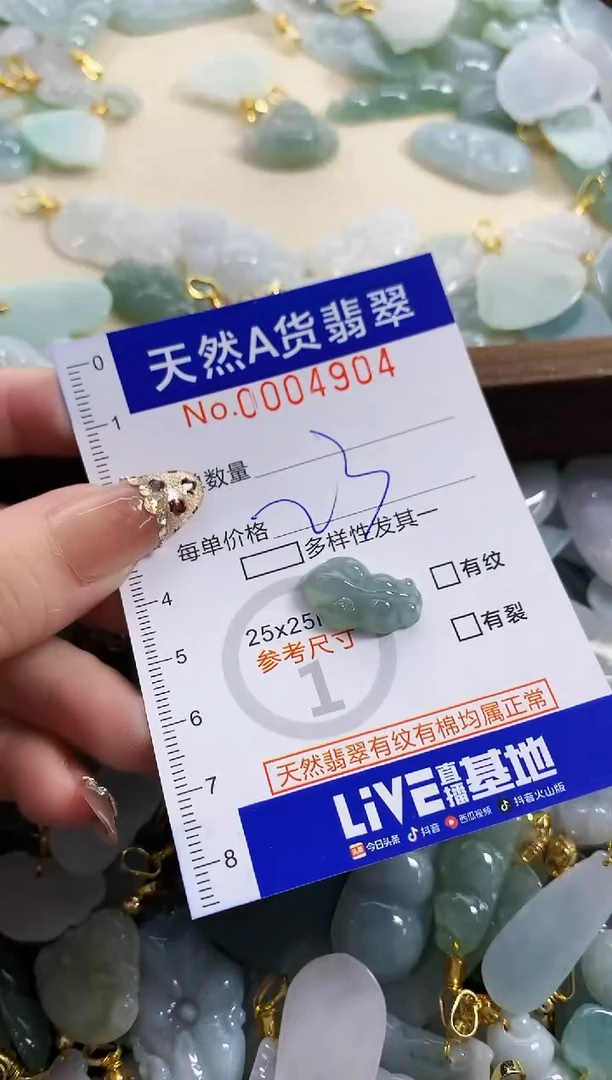 天然A货翡翠
No.0004904
数量
每单价格
多样性发其一
有纹
25x25
有裂
参考尺寸
1
天然翡翠有纹有棉均属正常
LiVE直播基地
头条 今日头条 抖音 西瓜视频 抖音火山版
0
1
4
5
6
7
8